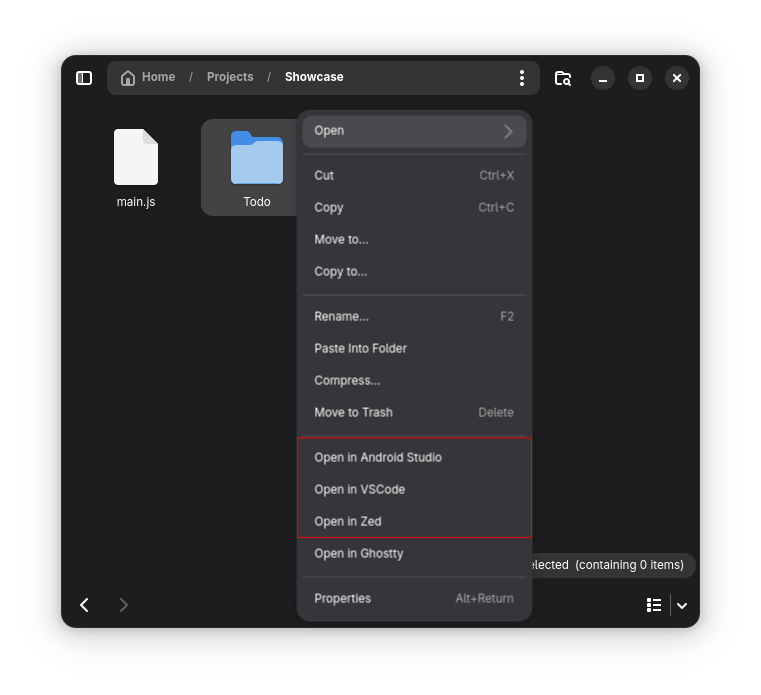 Home / Projects / Showcase
main.js
Todo
Open
Cut Ctrl+X
Copy Ctrl+C
Move to...
Copy to...
Rename... F2
Paste Into Folder
Compress...
Move to Trash Delete
Open in Android Studio
Open in VSCode
Open in Zed
Open in Ghostty
Properties Alt+Return
(containing 0 items)